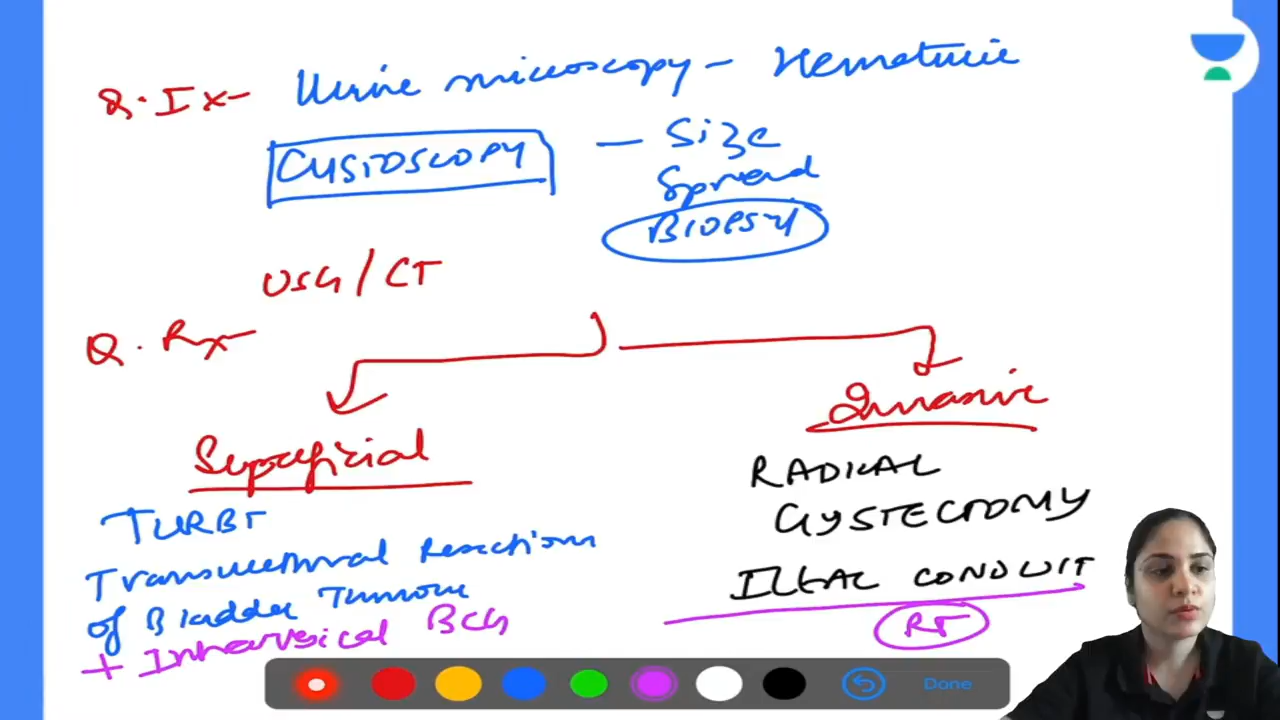 Q. Ix- Urine microscopy - Hematuria
CYSTOSCOPY - Size
Spread
BIOPSY
USG/CT
Q. Rx-
Superficial
Invasive
TURBT
Transurethral Resection
of Bladder Tumour
+ Intravesical BCG
RADICAL
CYSTECTOMY
ILEAL CONDUIT
RT
Done